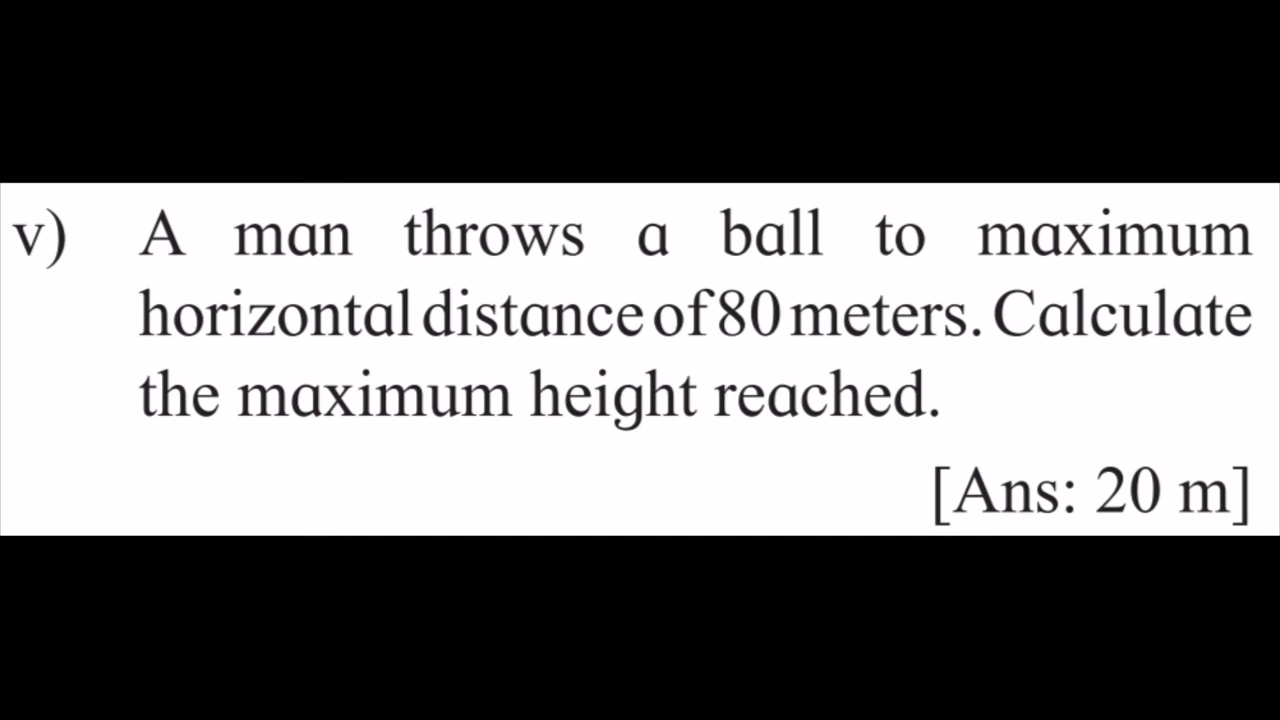 v) A man throws a ball to maximum
horizontal distance of 80 meters. Calculate
the maximum height reached.
[Ans: 20 m]